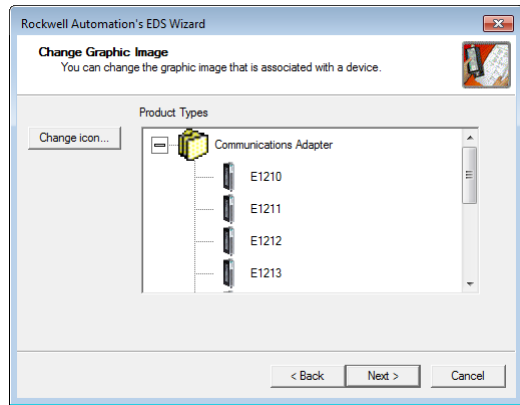 Rockwell Automation's EDS Wizard
Change Graphic Image
You can change the graphic image that is associated with a device.
Product Types
Change icon...
Communications Adapter
E1210
E1211
E1212
E1213
< Back
Next >
Cancel